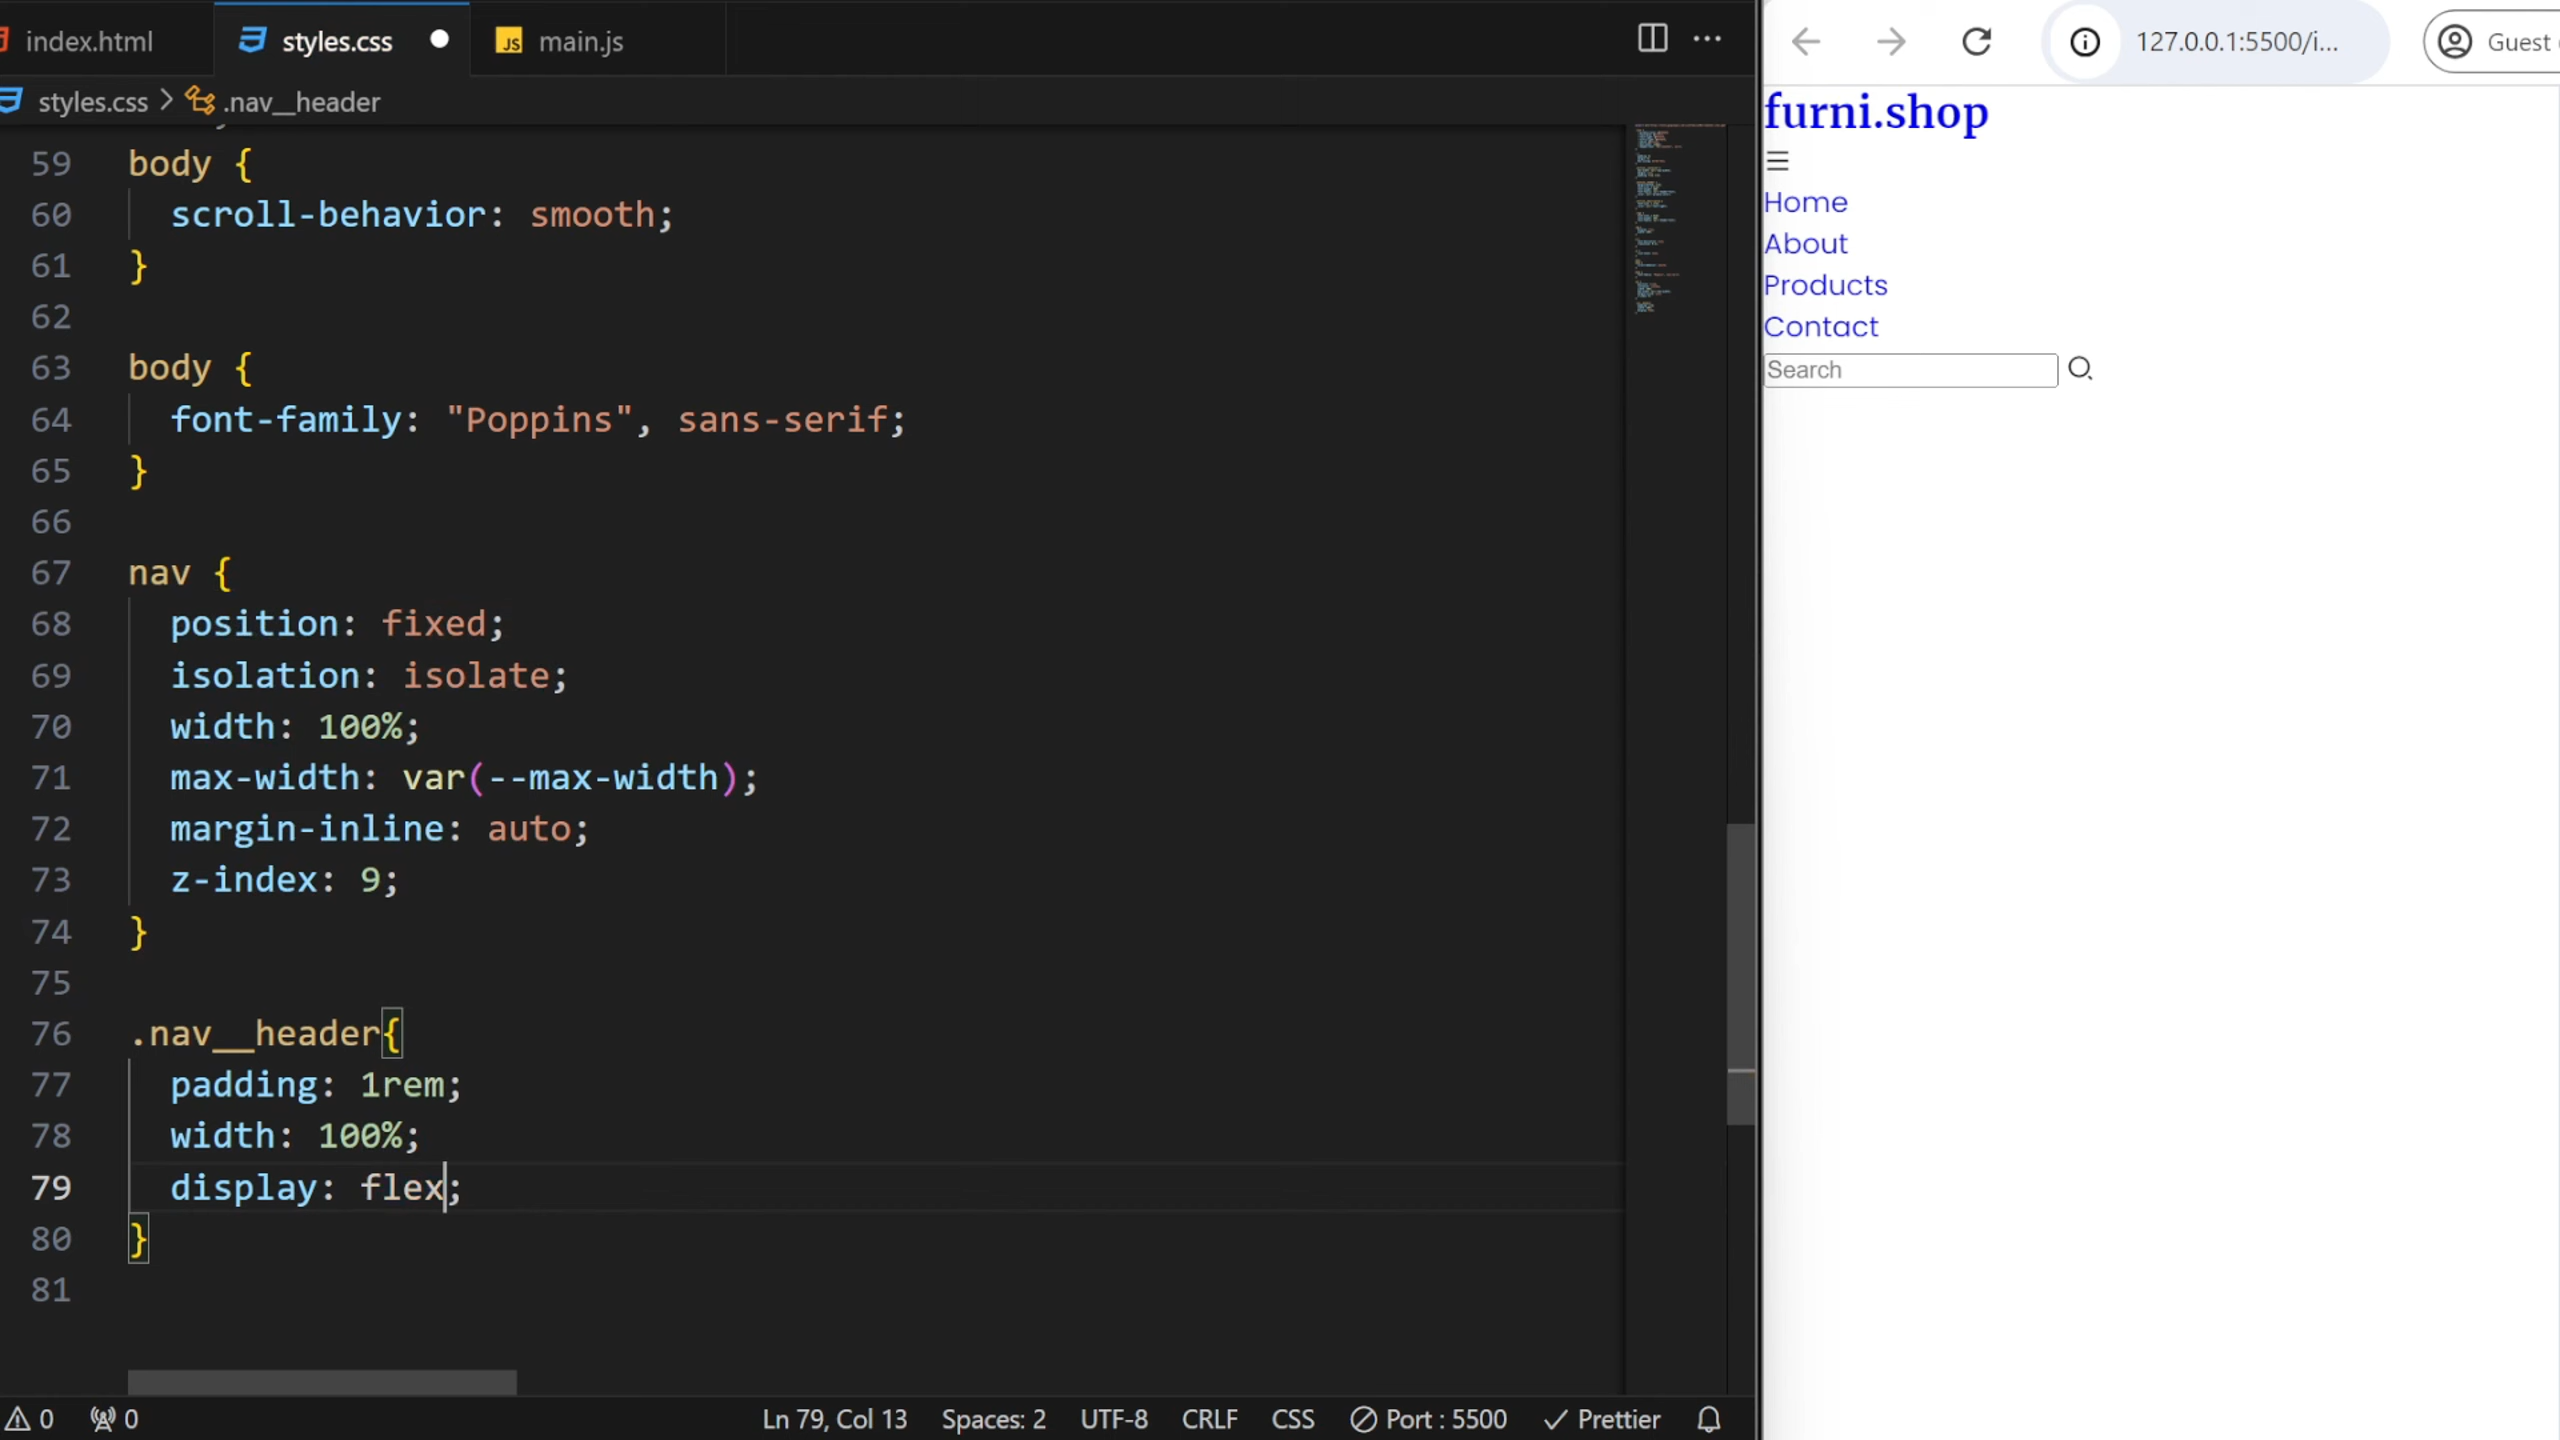 index.html
styles.css
JS main.js
styles.css > .nav__header
59 body {
60 scroll-behavior: smooth;
61 }
62
63 body {
64 font-family: "Poppins", sans-serif;
65 }
66
67 nav {
68 position: fixed;
69 isolation: isolate;
70 width: 100%;
71 max-width: var(--max-width);
72 margin-inline: auto;
73 z-index: 9;
74 }
75
76 .nav__header{
77 padding: 1rem;
78 width: 100%;
79 display: flex;
80 }
81
0 0 Ln 79, Col 13 Spaces: 2 UTF-8 CRLF CSS Port : 5500 Prettier
127.0.0.1:5500/i... Guest
furni.shop
Home
About
Products
Contact
Search